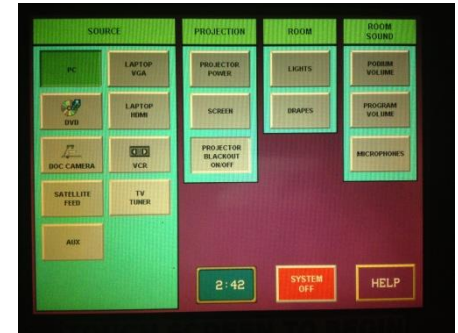 SOURCE
PC
LAPTOP
VGA
DVD
LAPTOP
HDMI
DOC CAMERA
VCR
SATELLITE
FEED
TV
TUNER
AUX
PROJECTION
PROJECTOR
POWER
SCREEN
PROJECTOR
BLACKOUT
ON/OFF
ROOM
LIGHTS
DRAPES
ROOM
SOUND
PODIUM
VOLUME
PROGRAM
VOLUME
MICROPHONES
2:42
SYSTEM
OFF
HELP